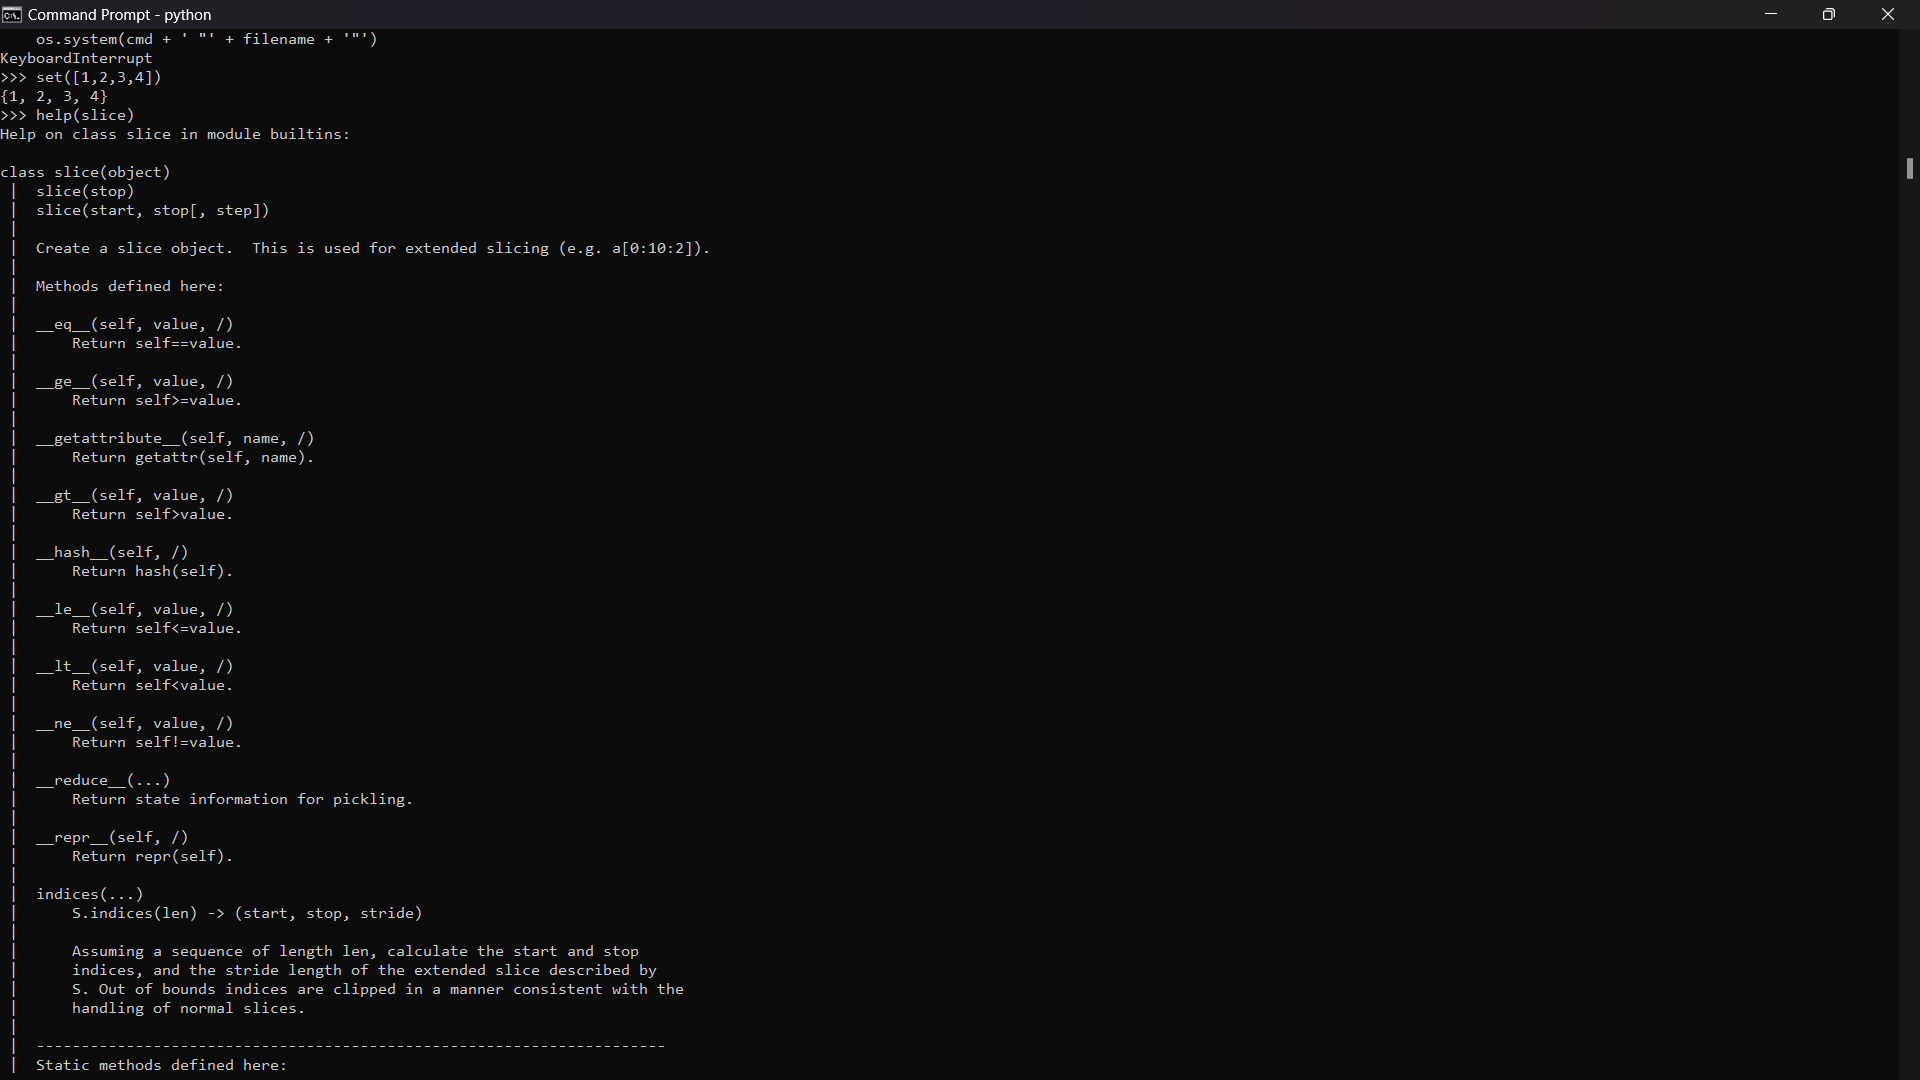 Command Prompt - python
    os.system(cmd + ' "' + filename + '"')
KeyboardInterrupt
>>> set([1,2,3,4])
{1, 2, 3, 4}
>>> help(slice)
Help on class slice in module builtins:

class slice(object)
 |  slice(stop)
 |  slice(start, stop[, step])
 |
 |  Create a slice object.  This is used for extended slicing (e.g. a[0:10:2]).
 |
 |  Methods defined here:
 |
 |  __eq__(self, value, /)
 |      Return self==value.
 |
 |  __ge__(self, value, /)
 |      Return self>=value.
 |
 |  __getattribute__(self, name, /)
 |      Return getattr(self, name).
 |
 |  __gt__(self, value, /)
 |      Return self>value.
 |
 |  __hash__(self, /)
 |      Return hash(self).
 |
 |  __le__(self, value, /)
 |      Return self<=value.
 |
 |  __lt__(self, value, /)
 |      Return self<value.
 |
 |  __ne__(self, value, /)
 |      Return self!=value.
 |
 |  __reduce__(...)
 |      Return state information for pickling.
 |
 |  __repr__(self, /)
 |      Return repr(self).
 |
 |  indices(...)
 |      S.indices(len) -> (start, stop, stride)
 |
 |      Assuming a sequence of length len, calculate the start and stop
 |      indices, and the stride length of the extended slice described by
 |      S. Out of bounds indices are clipped in a manner consistent with the
 |      handling of normal slices.
 |
 |  ----------------------------------------------------------------------
 |  Static methods defined here: